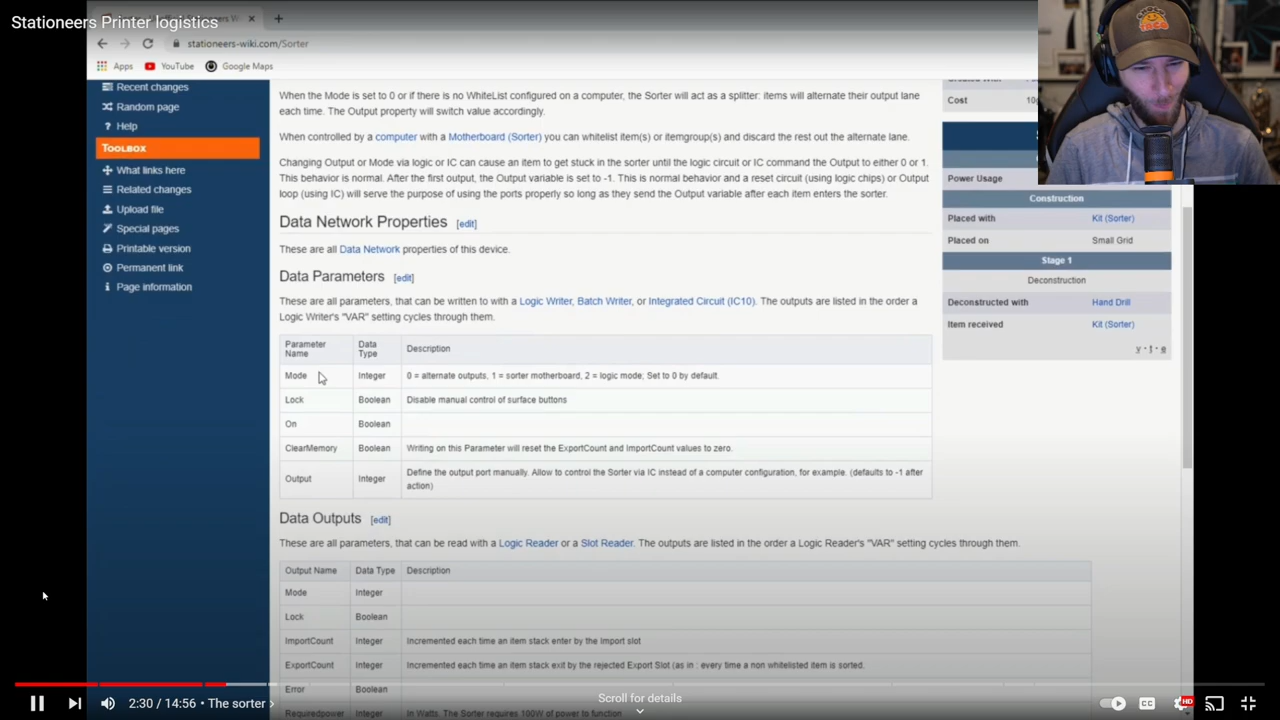 Stationeers Printer logistics
stationeers-wiki.com/Sorter
Apps YouTube Google Maps
Recent changes
Random page
Help
TOOLBOX
What links here
Related changes
Upload file
Special pages
Printable version
Permanent link
Page information
When the Mode is set to 0 or if there is no WhiteList configured on a computer, the Sorter will act as a splitter: items will alternate their output lane
each time. The Output property will switch value accordingly.
When controlled by a computer with a Motherboard (Sorter) you can whitelist item(s) or itemgroup(s) and discard the rest out the alternate lane.
Changing Output or Mode via logic or IC can cause an item to get stuck in the sorter until the logic circuit or IC command the Output to either 0 or 1.
This behavior is normal. After the first output, the Output variable is set to -1. This is normal behavior and a reset circuit (using logic chips) or Output
loop (using IC) will serve the purpose of using the ports properly so long as they send the Output variable after each item enters the sorter.
Data Network Properties [edit]
These are all Data Network properties of this device.
Data Parameters [edit]
These are all parameters, that can be written to with a Logic Writer, Batch Writer, or Integrated Circuit (IC10). The outputs are listed in the order a
Logic Writer's "VAR" setting cycles through them.
Parameter Name Data Type Description
Mode Integer 0 = alternate outputs, 1 = sorter motherboard, 2 = logic mode; Set to 0 by default.
Lock Boolean Disable manual control of surface buttons
On Boolean
ClearMemory Boolean Writing on this Parameter will reset the ExportCount and ImportCount values to zero.
Output Integer Define the output port manually. Allow to control the Sorter via IC instead of a computer configuration, for example. (defaults to -1 after
action)
Data Outputs [edit]
These are all parameters, that can be read with a Logic Reader or a Slot Reader. The outputs are listed in the order a Logic Reader's "VAR" setting cycles through them.
Output Name Data Type Description
Mode Integer
Lock Boolean
ImportCount Integer Incremented each time an item stack enter by the Import slot
ExportCount Integer Incremented each time an item stack exit by the rejected Export Slot (as in : every time a non whitelisted item is sorted.
Error Boolean
Requiredpower Integer In Watts. The Sorter requires 100W of power to function
Cost
Power Usage
Construction
Placed with Kit (Sorter)
Placed on Small Grid
Stage 1
Deconstruction
Deconstructed with Hand Drill
Item received Kit (Sorter)
v · t · e
2:30 / 14:56 • The sorter
Scroll for details
CC
HD